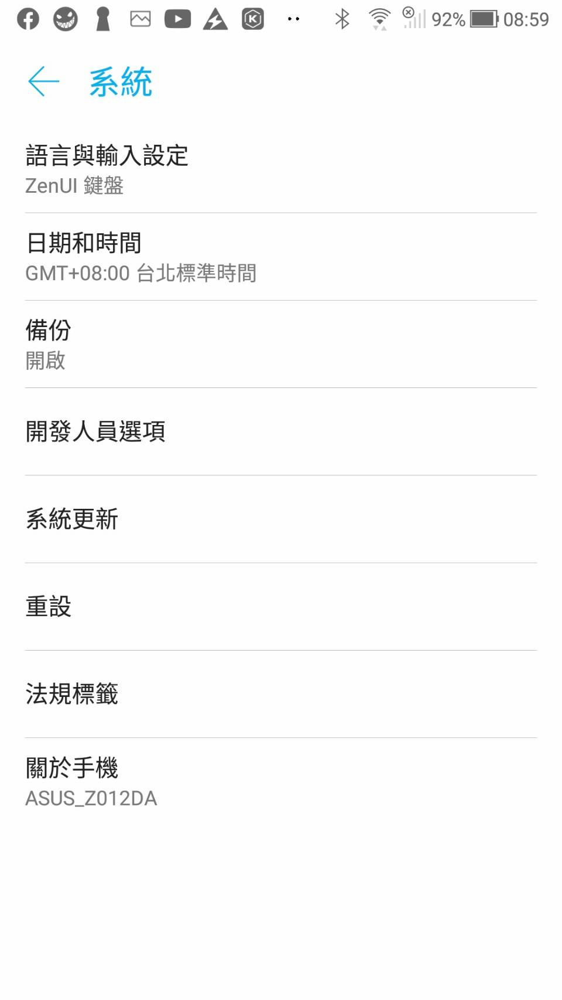 92% 08:59
系統
語言與輸入設定
ZenUI 鍵盤
日期和時間
GMT+08:00 台北標準時間
備份
開啟
開發人員選項
系統更新
重設
法規標籤
關於手機
ASUS_Z012DA